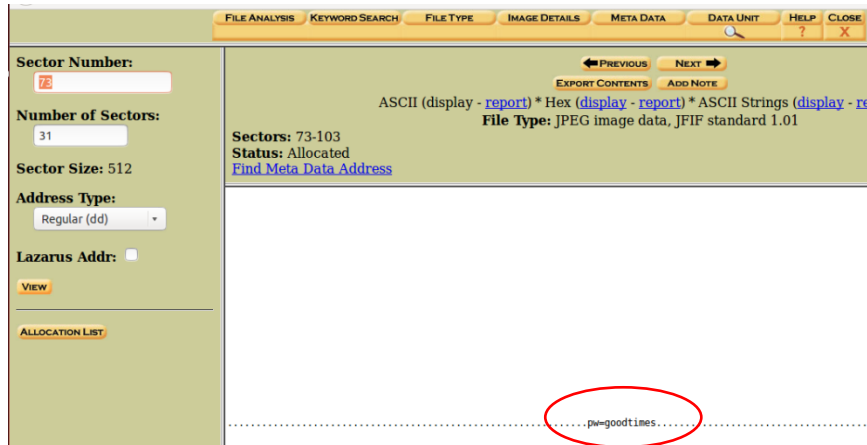 FILE ANALYSIS KEYWORD SEARCH FILE TYPE IMAGE DETAILS META DATA DATA UNIT HELP CLOSE
? X
Sector Number:
73
Number of Sectors:
31
Sector Size: 512
Address Type:
Regular (dd)
Lazarus Addr:
VIEW
ALLOCATION LIST
PREVIOUS NEXT
EXPORT CONTENTS ADD NOTE
ASCII (display - report) * Hex (display - report) * ASCII Strings (display - re
File Type: JPEG image data, JFIF standard 1.01
Sectors: 73-103
Status: Allocated
Find Meta Data Address
pw=goodtimes